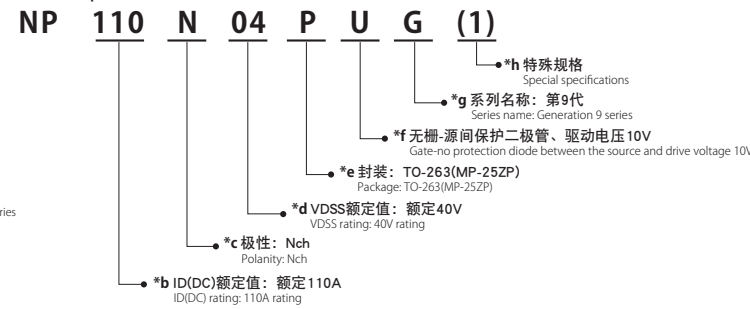 NP 110 N 04 P U G (1)
*h 特殊规格
Special specifications
*g 系列名称：第9代
Series name: Generation 9 series
*f 无栅-源间保护二极管、驱动电压10V
Gate-no protection diode between the source and drive voltage 10V
*e 封装：TO-263(MP-25ZP)
Package: TO-263(MP-25ZP)
*d VDSS额定值：额定40V
VDSS rating: 40V rating
ries
*c 极性：Nch
Polanity: Nch
*b ID(DC)额定值：额定110A
ID(DC) rating: 110A rating